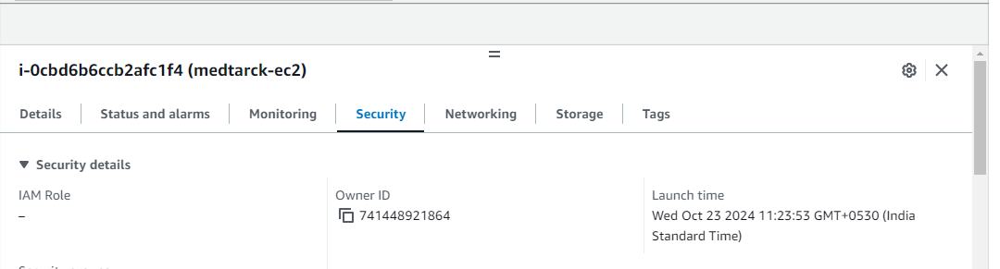 i-0cbd6b6ccb2afc1f4 (medtarck-ec2)
Details
Status and alarms
Monitoring
Security
Networking
Storage
Tags
Security details
IAM Role
–
Owner ID
741448921864
Launch time
Wed Oct 23 2024 11:23:53 GMT+0530 (India
Standard Time)